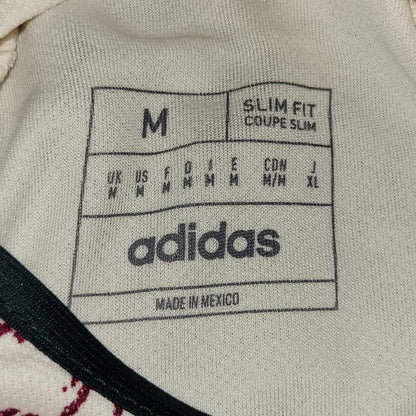 M
SLIM FIT
COUPE SLIM
UK US F D I E CDN J
M M M M M M M/M XL
adidas
MADE IN MEXICO